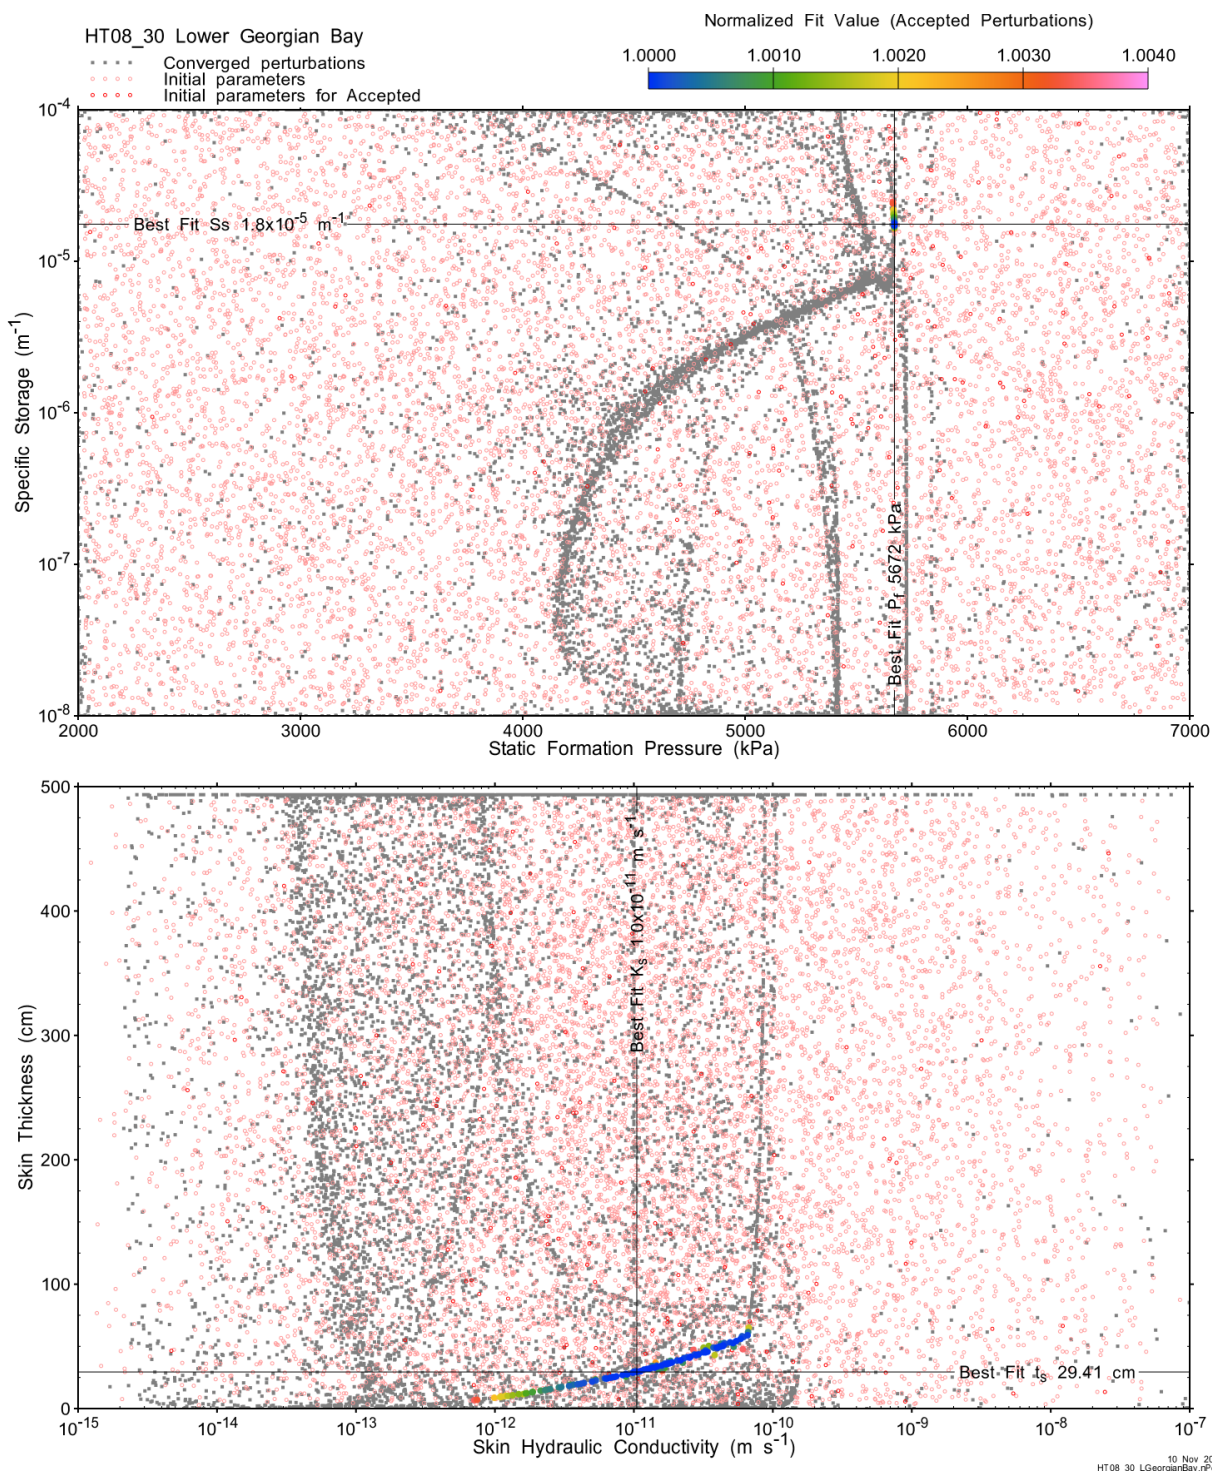 Normalized Fit Value (Accepted Perturbations)
HT08_30 Lower Georgian Bay
1.0000 1.0010 1.0020 1.0030 1.0040
Converged perturbations
Initial parameters
Initial parameters for Accepted
10-4
Best Fit Ss 1.8x10-5 m-1
10-5
Specific Storage (m-1)
10-6
10-7
Best Fit Pf 5672 kPa
10-8
2000 3000 4000 5000 6000 7000
Static Formation Pressure (kPa)
500
Best Fit Ks 1.0x10-11 m s-1
400
300
Skin Thickness (cm)
200
100
Best Fit ts 29.41 cm
0
10-15 10-14 10-13 10-12 10-11 10-10 10-9 10-8 10-7
Skin Hydraulic Conductivity (m s-1)
10 Nov 20
HT08_30_LGeorgianBay.nP